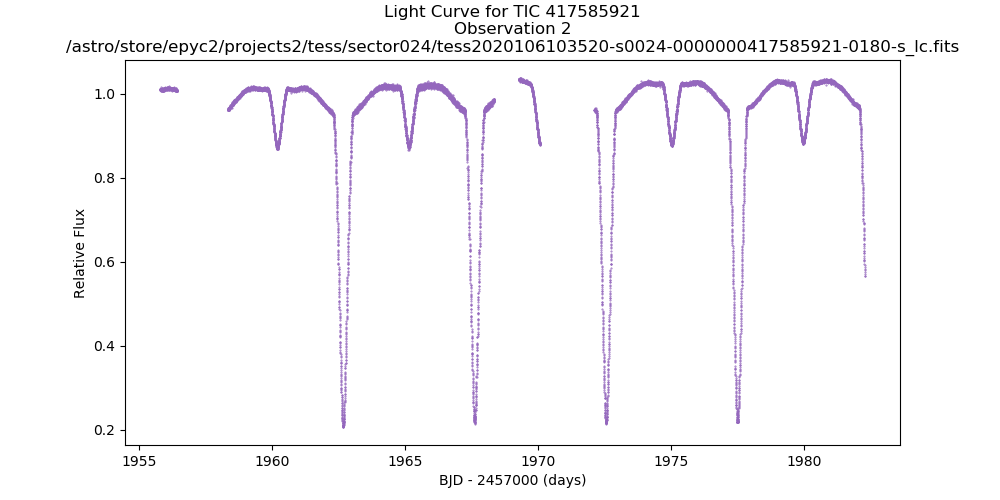 Light Curve for TIC 417585921
Observation 2
/astro/store/epyc2/projects2/tess/sector024/tess2020106103520-s0024-0000000417585921-0180-s_lc.fits
1.0
0.8
0.6
0.4
0.2
Relative Flux
1955 1960 1965 1970 1975 1980
BJD - 2457000 (days)